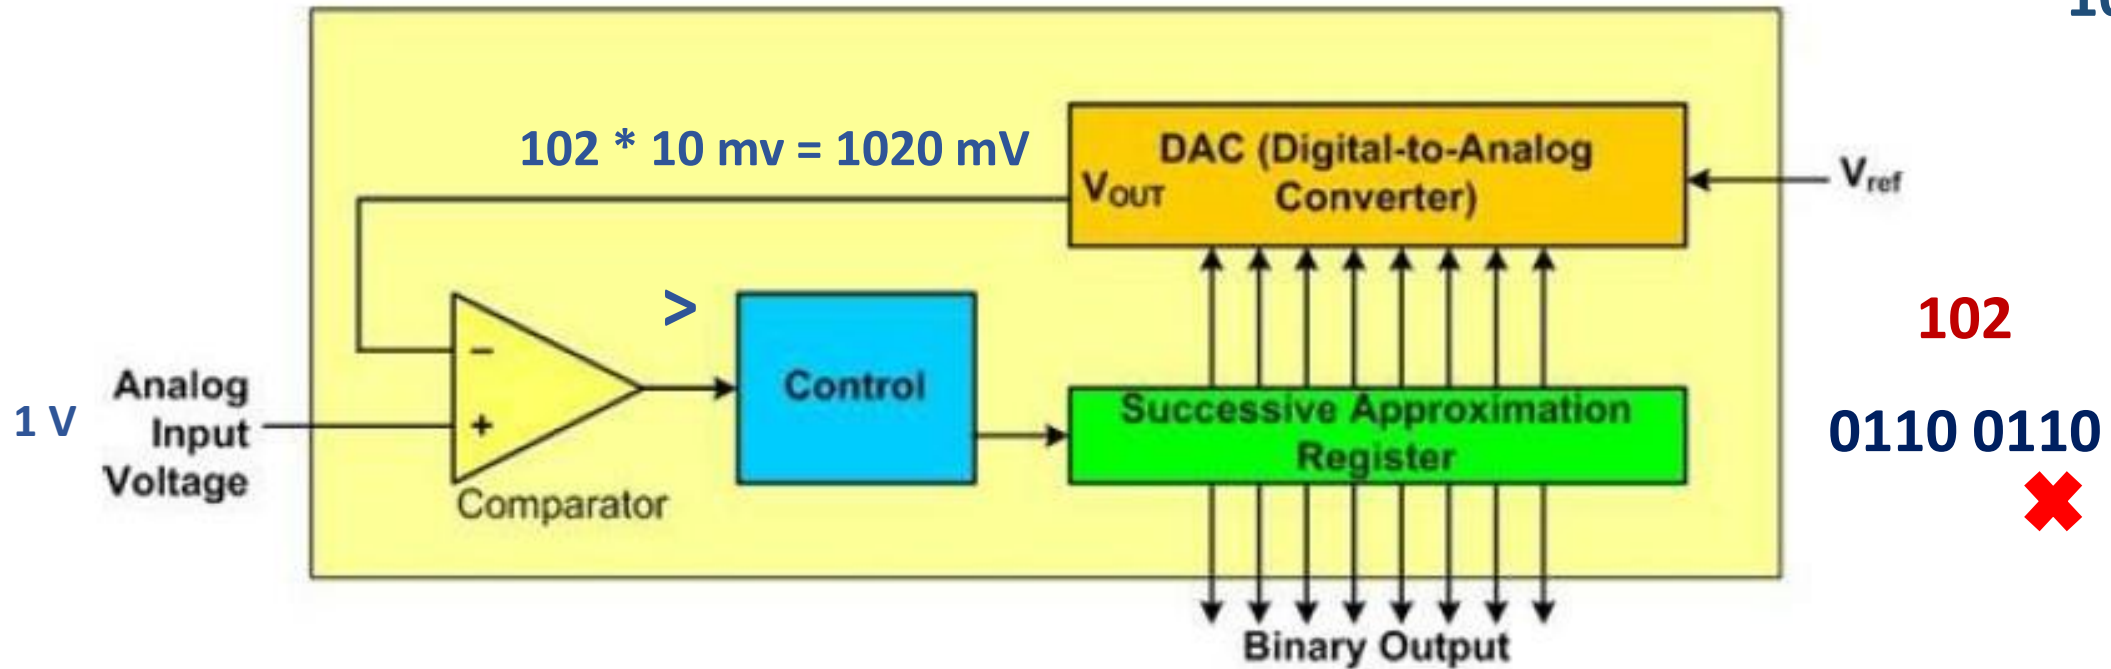 10
102 * 10 mv = 1020 mV
DAC (Digital-to-Analog
Converter)
VOUT
Vref
>
102
Analog
Input
Voltage
1 V
−
+
Comparator
Control
Successive Approximation
Register
0110 0110
Binary Output